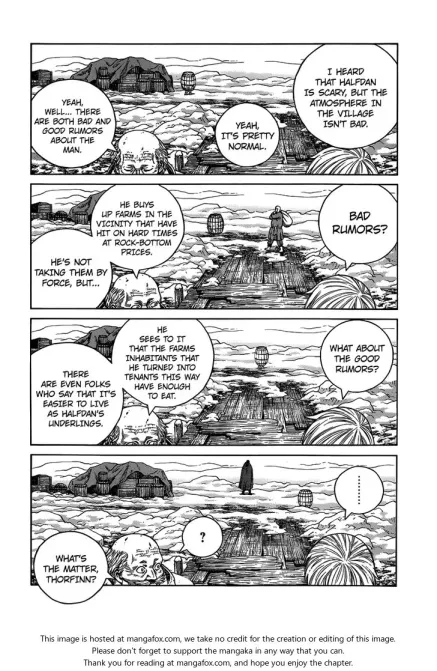 I HEARD
THAT HALFDAN
IS SCARY, BUT THE
ATMOSPHERE IN
THE VILLAGE
ISN'T BAD.
YEAH,
IT'S PRETTY
NORMAL.
YEAH,
WELL... THERE
ARE BOTH BAD AND
GOOD RUMORS
ABOUT THE
MAN.
BAD
RUMORS?
HE BUYS
UP FARMS IN THE
VICINITY THAT HAVE
HIT ON HARD TIMES
AT ROCK-BOTTOM
PRICES.
HE'S NOT
TAKING THEM BY
FORCE, BUT...
WHAT ABOUT
THE GOOD
RUMORS?
HE
SEES TO IT
THAT THE FARMS
INHABITANTS THAT
HE TURNED INTO
TENANTS THIS WAY
HAVE ENOUGH
TO EAT.
THERE
ARE EVEN FOLKS
WHO SAY THAT IT'S
EASIER TO LIVE
AS HALFDAN'S
UNDERLINGS.
........
?
WHAT'S
THE MATTER,
THORFINN?
This image is hosted at mangafox.com, we take no credit for the creation or editing of this image.
Please don't forget to support the mangaka in any way that you can.
Thank you for reading at mangafox.com, and hope you enjoy the chapter.